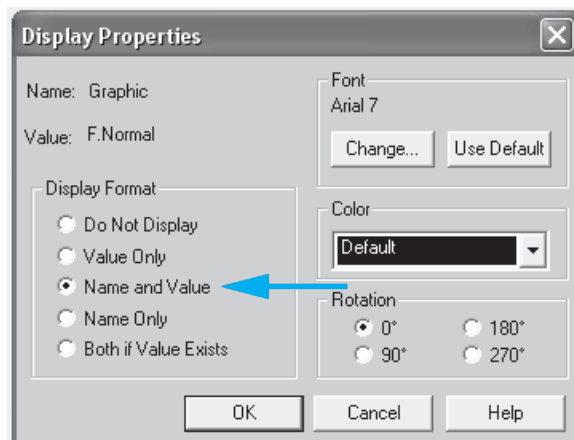 Display Properties
Name: Graphic
Value: F.Normal
Font
Arial 7
Change...
Use Default
Display Format
Do Not Display
Value Only
Name and Value
Name Only
Both if Value Exists
Color
Default
Rotation
0°
180°
90°
270°
OK
Cancel
Help